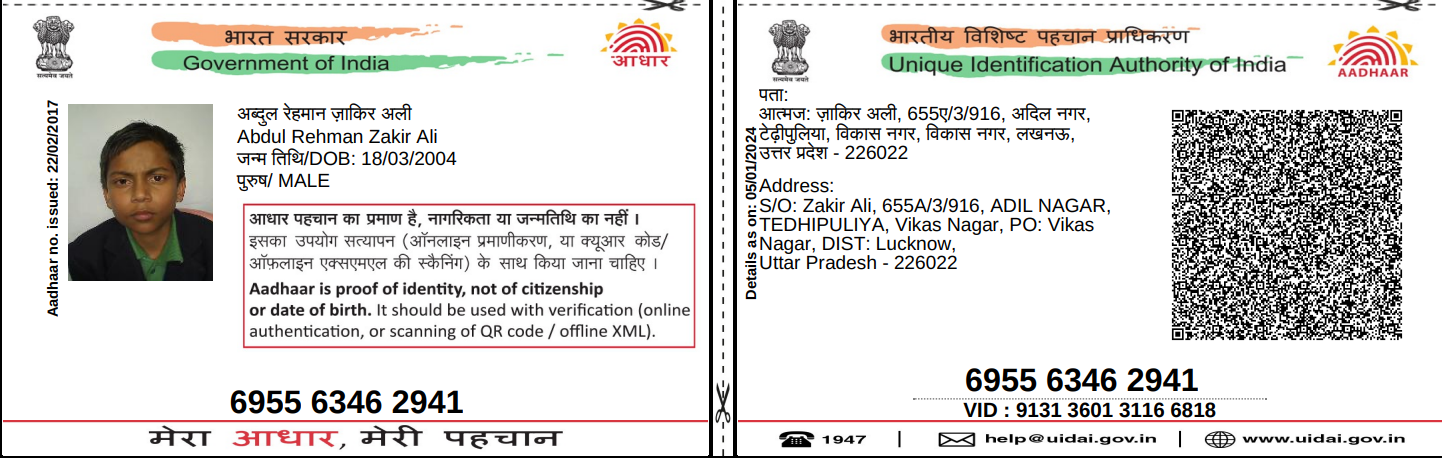 भारत सरकार
Government of India
सत्यमेव जयते
आधार
Aadhaar no. issued: 22/02/2017
अब्दुल रेहमान ज़ाकिर अली
Abdul Rehman Zakir Ali
जन्म तिथि/DOB: 18/03/2004
पुरुष/ MALE
आधार पहचान का प्रमाण है, नागरिकता या जन्मतिथि का नहीं ।
इसका उपयोग सत्यापन (ऑनलाइन प्रमाणीकरण, या क्यूआर कोड/
ऑफ़लाइन एक्सएमएल की स्कैनिंग) के साथ किया जाना चाहिए ।
Aadhaar is proof of identity, not of citizenship
or date of birth. It should be used with verification (online
authentication, or scanning of QR code / offline XML).
6955 6346 2941
मेरा आधार, मेरी पहचान
भारतीय विशिष्ट पहचान प्राधिकरण
Unique Identification Authority of India
सत्यमेव जयते
AADHAAR
Details as on: 05/01/2024
पता:
आत्मज: ज़ाकिर अली, 655ए/3/916, अदिल नगर,
टेढ़ीपुलिया, विकास नगर, विकास नगर, लखनऊ,
उत्तर प्रदेश - 226022
Address:
S/O: Zakir Ali, 655A/3/916, ADIL NAGAR,
TEDHIPULIYA, Vikas Nagar, PO: Vikas
Nagar, DIST: Lucknow,
Uttar Pradesh - 226022
6955 6346 2941
VID : 9131 3601 3116 6818
1947 | help@uidai.gov.in | www.uidai.gov.in